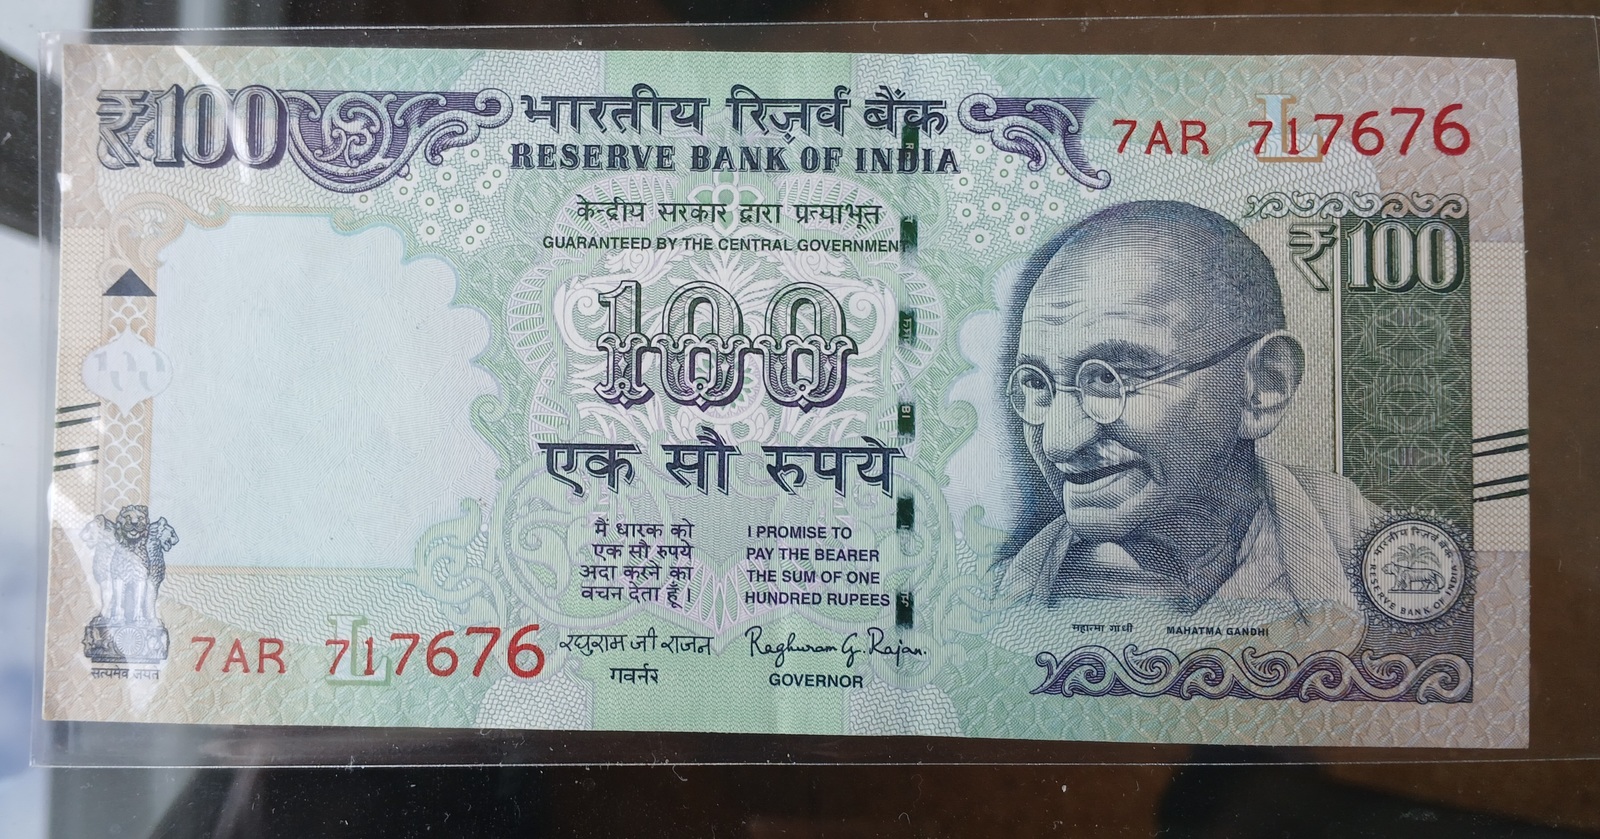 ₹100
भारतीय रिज़र्व बैंक
RESERVE BANK OF INDIA
7AR 717676
L
केन्द्रीय सरकार द्वारा प्रत्याभूत
GUARANTEED BY THE CENTRAL GOVERNMENT
₹100
100
एक सौ रुपये
मैं धारक को
एक सौ रुपये
अदा करने का
वचन देता हूँ।
I PROMISE TO
PAY THE BEARER
THE SUM OF ONE
HUNDRED RUPEES
भारतीय रिज़र्व बैंक
RESERVE BANK OF INDIA
महात्मा गांधी MAHATMA GANDHI
सत्यमेव जयते
7AR 717676
L
रघुराम जी राजन
गवर्नर
Raghuram G. Rajan.
GOVERNOR